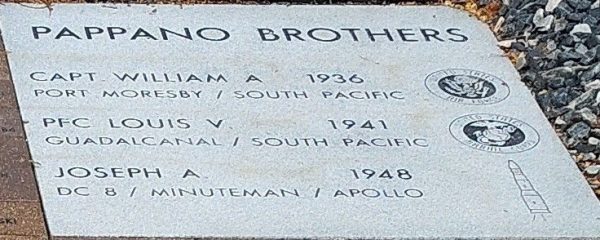 PAPPANO BROTHERS
CAPT. WILLIAM A 1936
PORT MORESBY / SOUTH PACIFIC
PFC LOUIS V. 1941
GUADALCANAL / SOUTH PACIFIC
JOSEPH A. 1948
DC 8 / MINUTEMAN / APOLLO